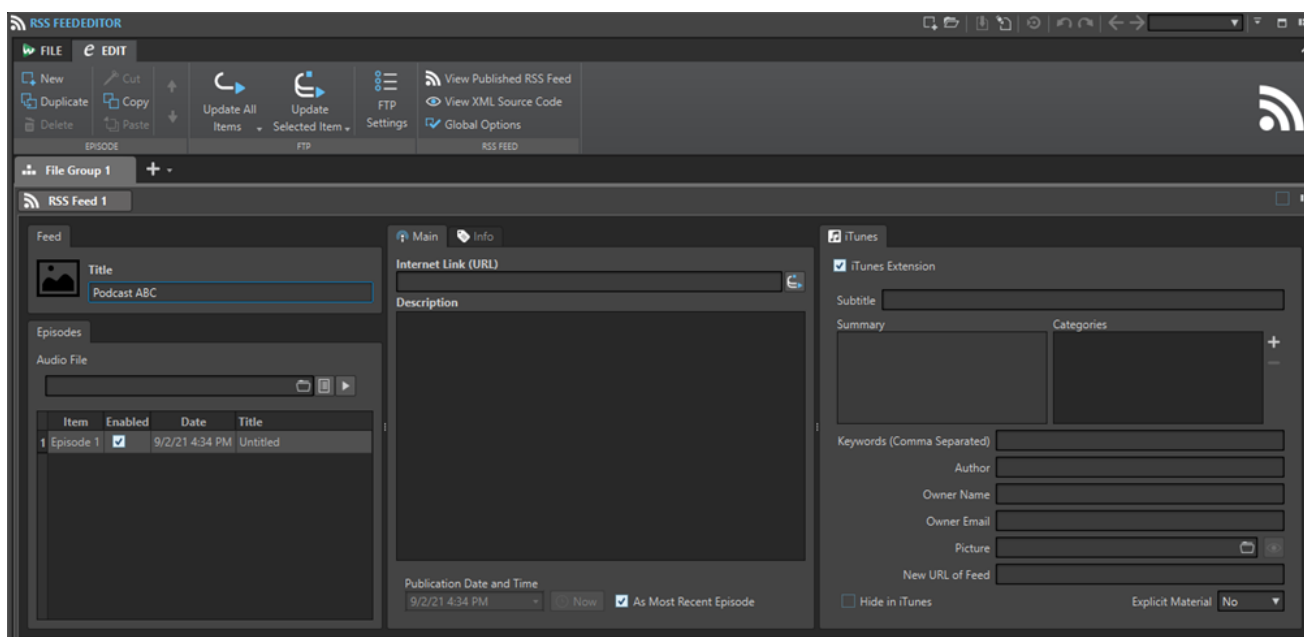 RSS FEEDEDITOR
FILE EDIT
New Cut
Duplicate Copy
Delete Paste
EPISODE
Update All Items
Update Selected Item
FTP Settings
FTP
View Published RSS Feed
View XML Source Code
Global Options
RSS FEED
File Group 1
RSS Feed 1
Feed
Title
Podcast ABC
Episodes
Audio File
Item Enabled Date Title
1 Episode 1 9/2/21 4:34 PM Untitled
Main Info
Internet Link (URL)
Description
Publication Date and Time
9/2/21 4:34 PM Now As Most Recent Episode
iTunes
iTunes Extension
Subtitle
Summary Categories
Keywords (Comma Separated)
Author
Owner Name
Owner Email
Picture
New URL of Feed
Hide in iTunes Explicit Material No